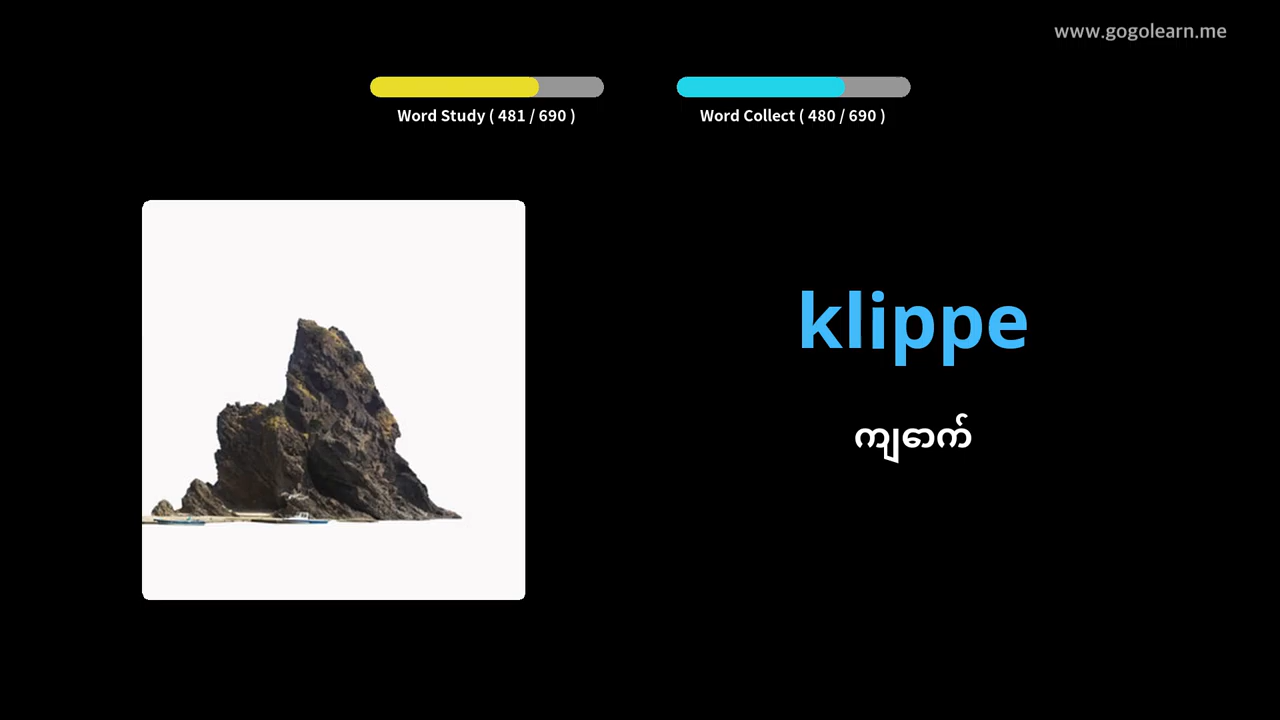 www.gogolearn.me
Word Study ( 481 / 690 )
Word Collect ( 480 / 690 )
klippe
ကျောက်